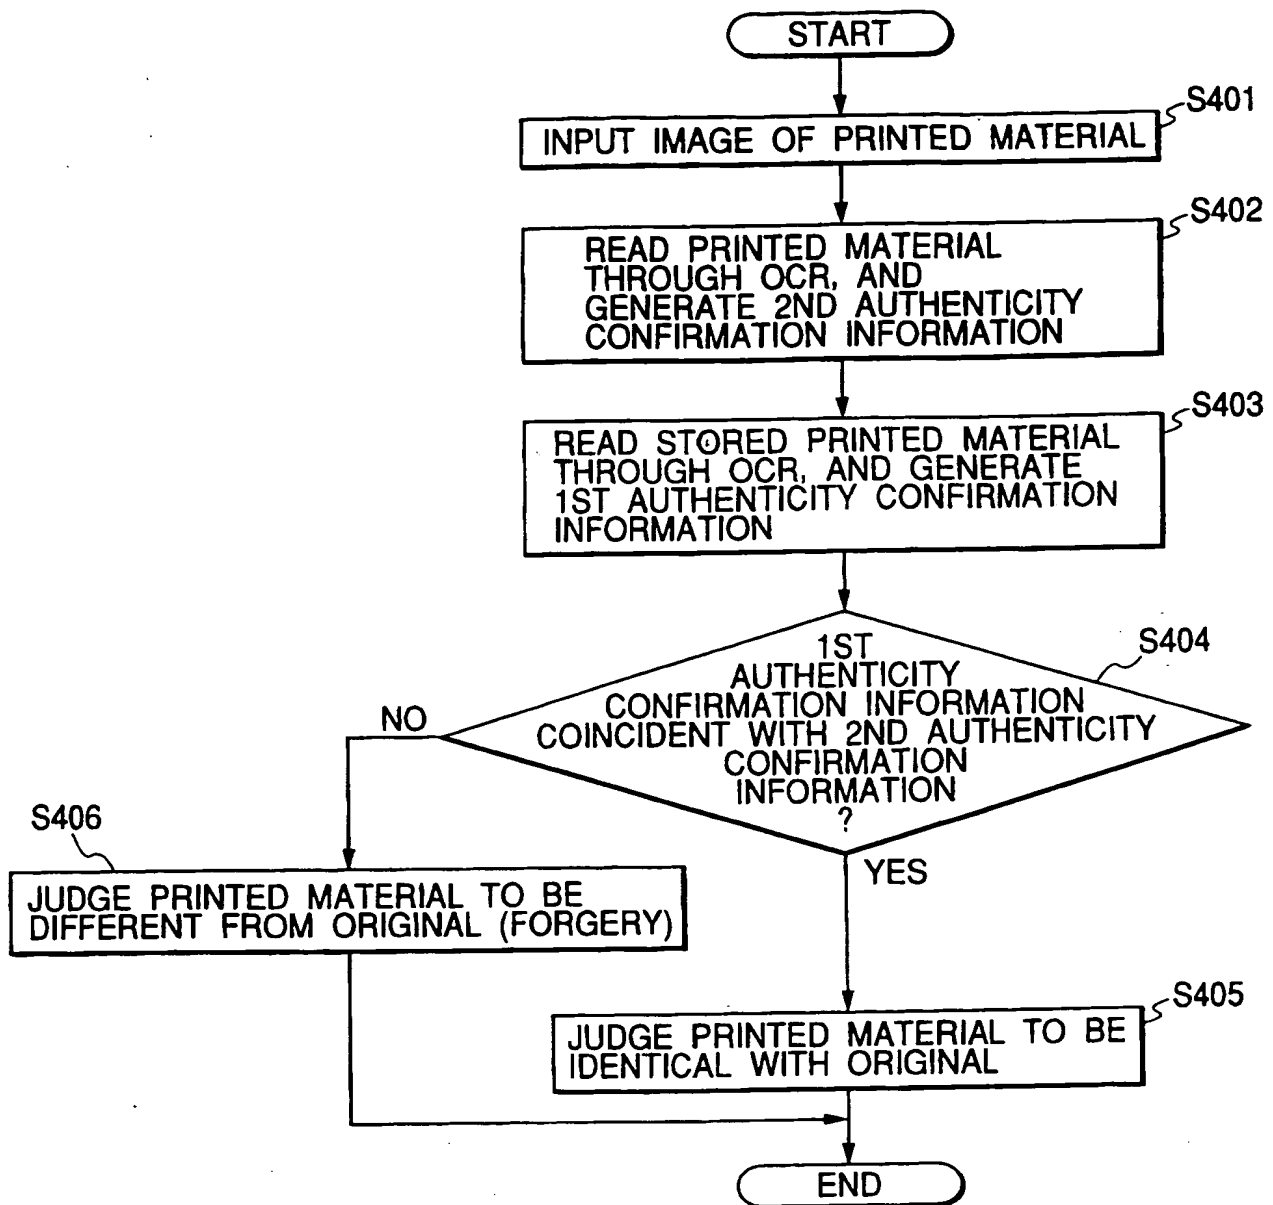 START
S401
INPUT IMAGE OF PRINTED MATERIAL
S402
READ PRINTED MATERIAL
THROUGH OCR, AND
GENERATE 2ND AUTHENTICITY
CONFIRMATION INFORMATION
S403
READ STORED PRINTED MATERIAL
THROUGH OCR, AND GENERATE
1ST AUTHENTICITY CONFIRMATION
INFORMATION
S404
1ST
AUTHENTICITY
CONFIRMATION INFORMATION
COINCIDENT WITH 2ND AUTHENTICITY
CONFIRMATION
INFORMATION
?
NO
YES
S406
JUDGE PRINTED MATERIAL TO BE
DIFFERENT FROM ORIGINAL (FORGERY)
S405
JUDGE PRINTED MATERIAL TO BE
IDENTICAL WITH ORIGINAL
END